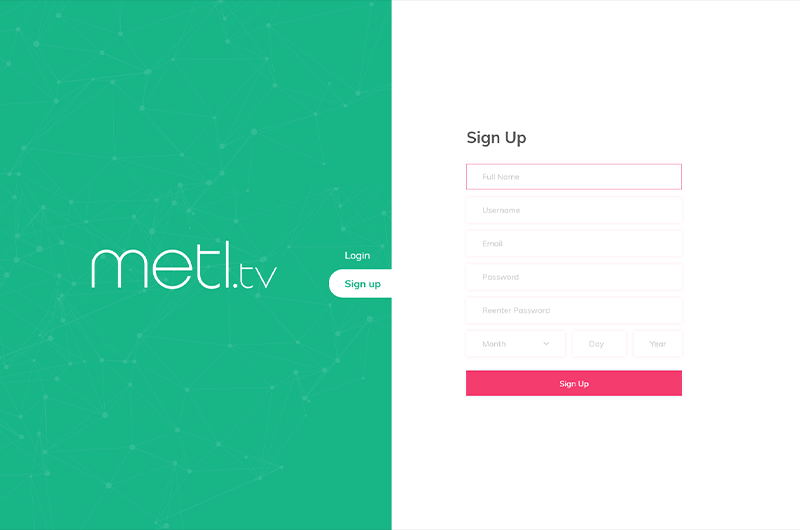 metl.tv
Login
Sign up
Sign Up
Full Name
Username
Email
Password
Reenter Password
Month Day Year
Sign Up